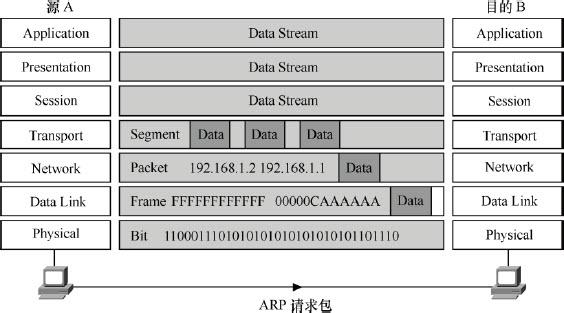 源 A 目的 B
Application Data Stream Application
Presentation Data Stream Presentation
Session Data Stream Session
Transport Segment Data Data Data Transport
Network Packet 192.168.1.2 192.168.1.1 Data Network
Data Link Frame FFFFFFFFFFFF 00000CAAAAAA Data Data Link
Physical Bit 1100011101010101010101010101101110 Physical
ARP 请求包